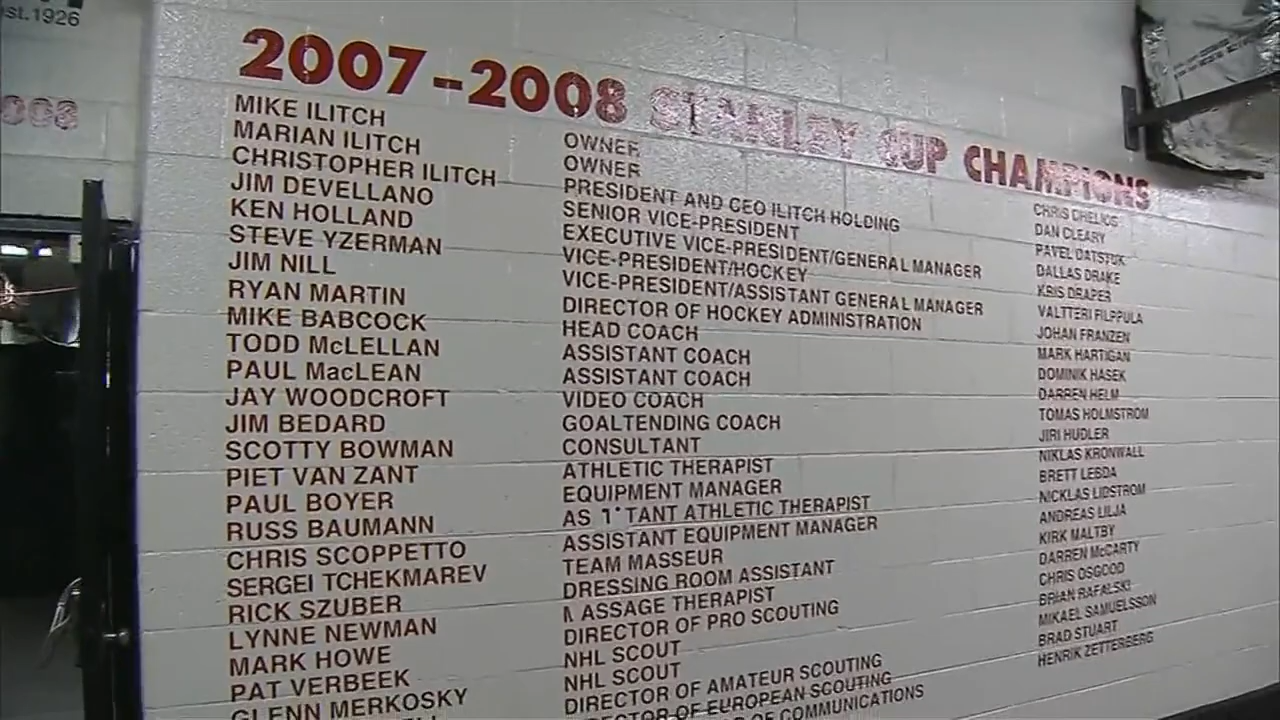 est.1926
2008
2007-2008 STANLEY CUP CHAMPIONS
MIKE ILITCH
MARIAN ILITCH
CHRISTOPHER ILITCH
JIM DEVELLANO
KEN HOLLAND
STEVE YZERMAN
JIM NILL
RYAN MARTIN
MIKE BABCOCK
TODD McLELLAN
PAUL MacLEAN
JAY WOODCROFT
JIM BEDARD
SCOTTY BOWMAN
PIET VAN ZANT
PAUL BOYER
RUSS BAUMANN
CHRIS SCOPPETTO
SERGEI TCHEKMAREV
RICK SZUBER
LYNNE NEWMAN
MARK HOWE
PAT VERBEEK
GLENN MERKOSKY
OWNER
OWNER
PRESIDENT AND CEO ILITCH HOLDING
SENIOR VICE-PRESIDENT
EXECUTIVE VICE-PRESIDENT/GENERAL MANAGER
VICE-PRESIDENT/HOCKEY
VICE-PRESIDENT/ASSISTANT GENERAL MANAGER
DIRECTOR OF HOCKEY ADMINISTRATION
HEAD COACH
ASSISTANT COACH
ASSISTANT COACH
VIDEO COACH
GOALTENDING COACH
CONSULTANT
ATHLETIC THERAPIST
EQUIPMENT MANAGER
AS TANT ATHLETIC THERAPIST
ASSISTANT EQUIPMENT MANAGER
TEAM MASSEUR
DRESSING ROOM ASSISTANT
MASSAGE THERAPIST
DIRECTOR OF PRO SCOUTING
NHL SCOUT
NHL SCOUT
DIRECTOR OF AMATEUR SCOUTING
DIRECTOR OF EUROPEAN SCOUTING
OF COMMUNICATIONS
CHRIS CHELIOS
DAN CLEARY
PAVEL DATSYUK
DALLAS DRAKE
KRIS DRAPER
VALTTERI FILPPULA
JOHAN FRANZEN
MARK HARTIGAN
DOMINIK HASEK
DARREN HELM
TOMAS HOLMSTROM
JIRI HUDLER
NIKLAS KRONWALL
BRETT LEBDA
NICKLAS LIDSTROM
ANDREAS LILJA
KIRK MALTBY
DARREN McCARTY
CHRIS OSGOOD
BRIAN RAFALSKI
MIKAEL SAMUELSSON
BRAD STUART
HENRIK ZETTERBERG